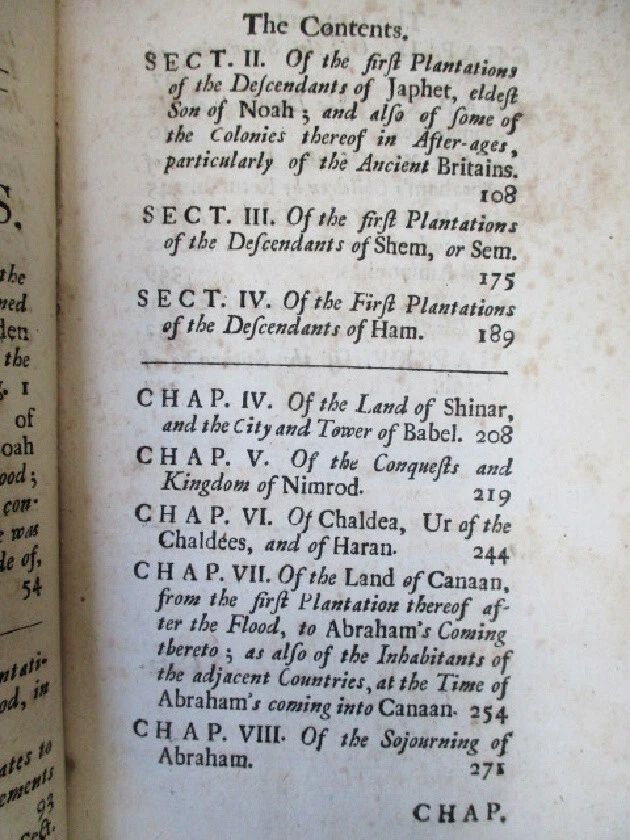 The Contents.
SECT. II. Of the firſt Plantations
of the Deſcendants of Japhet, eldeſt
Son of Noah; and alſo of ſome of
the Colonies thereof in After-ages,
particularly of the Ancient Britains.
108
SECT. III. Of the firſt Plantations
of the Deſcendants of Shem, or Sem.
175
SECT. IV. Of the Firſt Plantations
of the Deſcendants of Ham. 189
CHAP. IV. Of the Land of Shinar,
and the City and Tower of Babel. 208
CHAP. V. Of the Conqueſts and
Kingdom of Nimrod. 219
CHAP. VI. Of Chaldea, Ur of the
Chaldees, and of Haran. 244
CHAP. VII. Of the Land of Canaan,
from the firſt Plantation thereof af-
ter the Flood, to Abraham's Coming
thereto; as alſo of the Inhabitants of
the adjacent Countries, at the Time of
Abraham's coming into Canaan. 254
CHAP. VIII. Of the Sojourning of
Abraham. 271
CHAP.